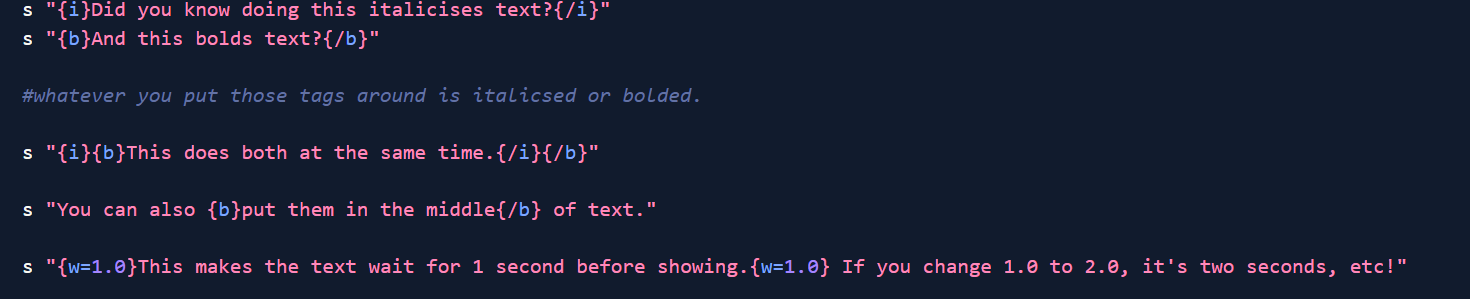 s "{i}Did you know doing this italicises text?{/i}"
s "{b}And this bolds text?{/b}"
#whatever you put those tags around is italicsed or bolded.
s "{i}{b}This does both at the same time.{/i}{/b}"
s "You can also {b}put them in the middle{/b} of text."
s "{w=1.0}This makes the text wait for 1 second before showing.{w=1.0} If you change 1.0 to 2.0, it's two seconds, etc!"